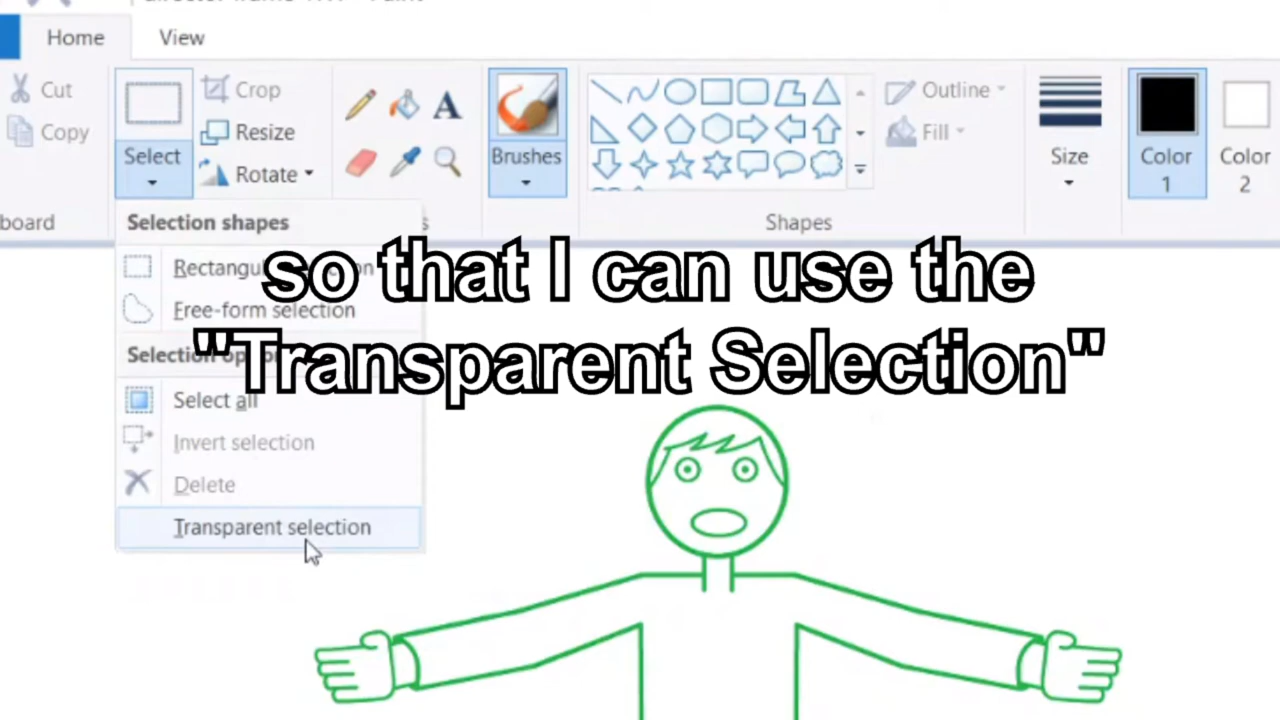 Home View
Cut
Copy
board
Select
Crop
Resize
Rotate
A
Brushes
Shapes
Outline
Fill
Size
Color 1
Color 2
Selection shapes
Rectangu
Free-form selection
Select all
Invert selection
Delete
Transparent selection
so that I can use the
"Transparent Selection"